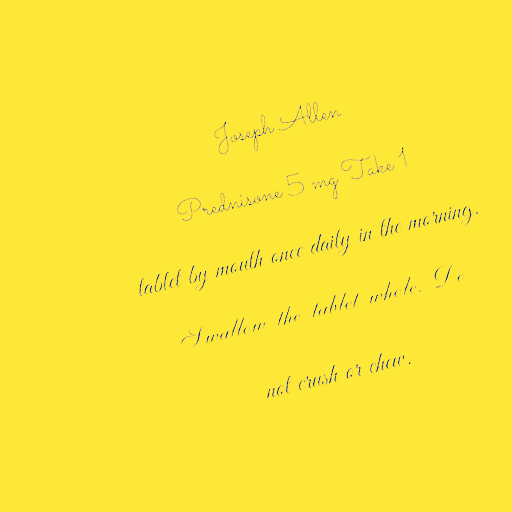 Joseph Allen
Prednisone 5 mg Take 1
tablet by mouth once daily in the morning.
Swallow the tablet whole. Do
not crush or chew.